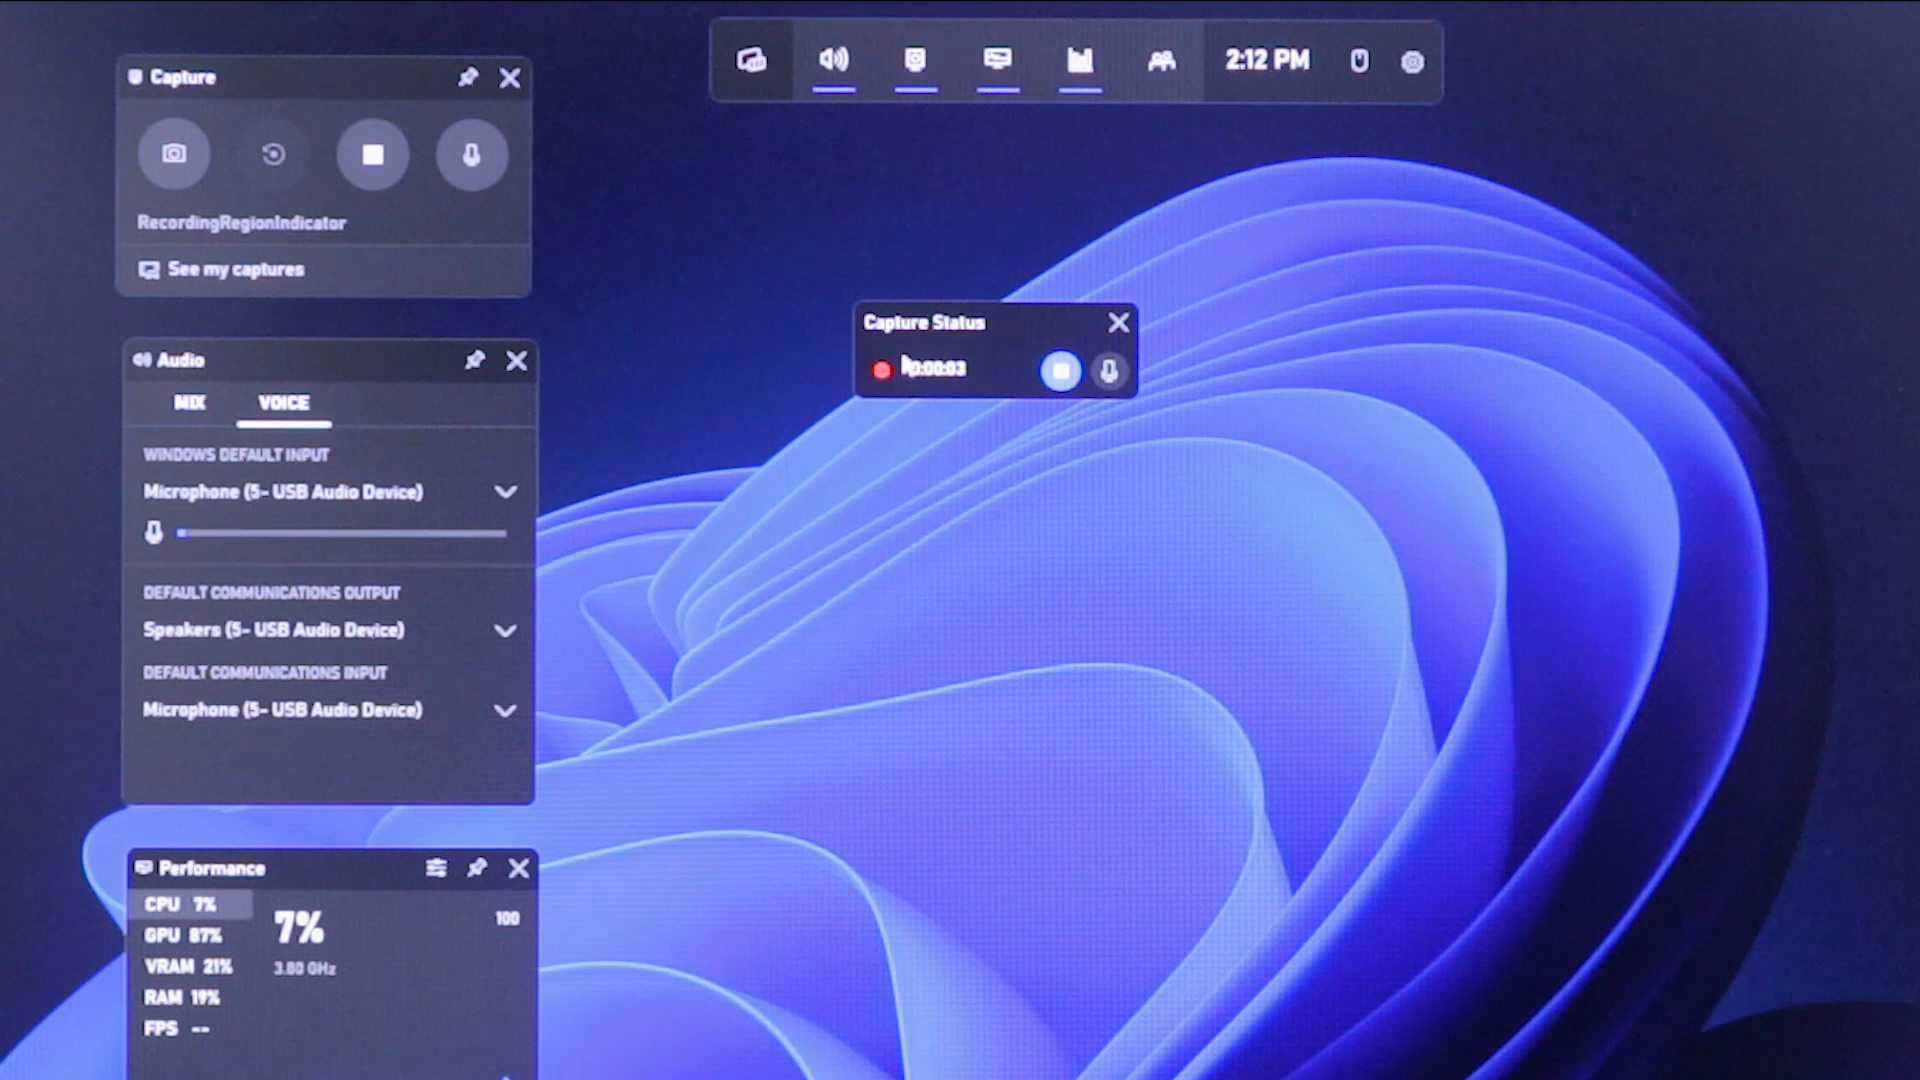 Capture
2:12 PM
RecordingRegionIndicator
See my captures
Capture Status
0:00:03
Audio
MIX VOICE
WINDOWS DEFAULT INPUT
Microphone (5- USB Audio Device)
DEFAULT COMMUNICATIONS OUTPUT
Speakers (5- USB Audio Device)
DEFAULT COMMUNICATIONS INPUT
Microphone (5- USB Audio Device)
Performance
CPU 7%
GPU 87%
VRAM 21%
RAM 19%
FPS --
7%
3.80 GHz
100